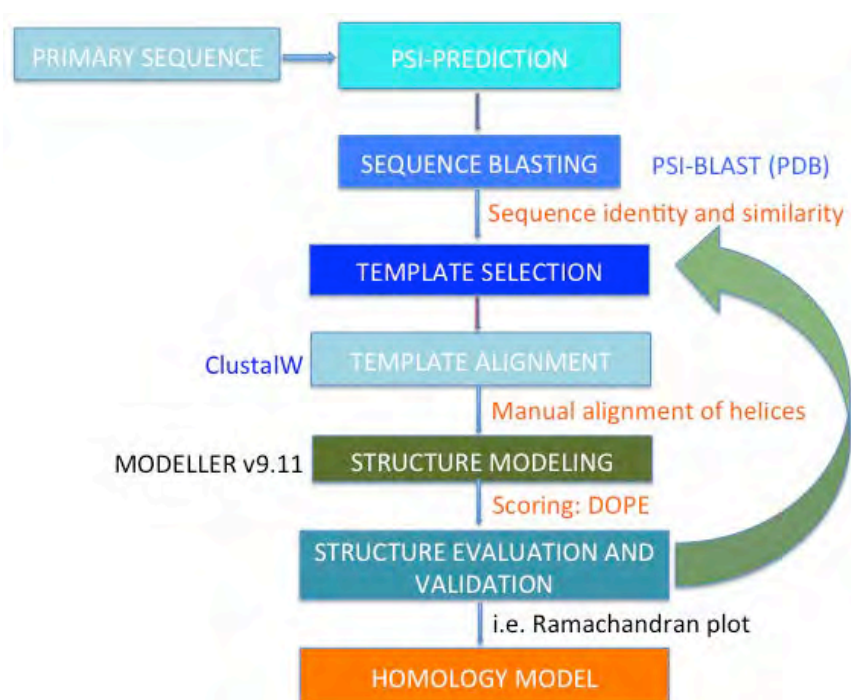 PRIMARY SEQUENCE
PSI-PREDICTION
SEQUENCE BLASTING
PSI-BLAST (PDB)
Sequence identity and similarity
TEMPLATE SELECTION
ClustalW
TEMPLATE ALIGNMENT
Manual alignment of helices
MODELLER v9.11
STRUCTURE MODELING
Scoring: DOPE
STRUCTURE EVALUATION AND
VALIDATION
i.e. Ramachandran plot
HOMOLOGY MODEL